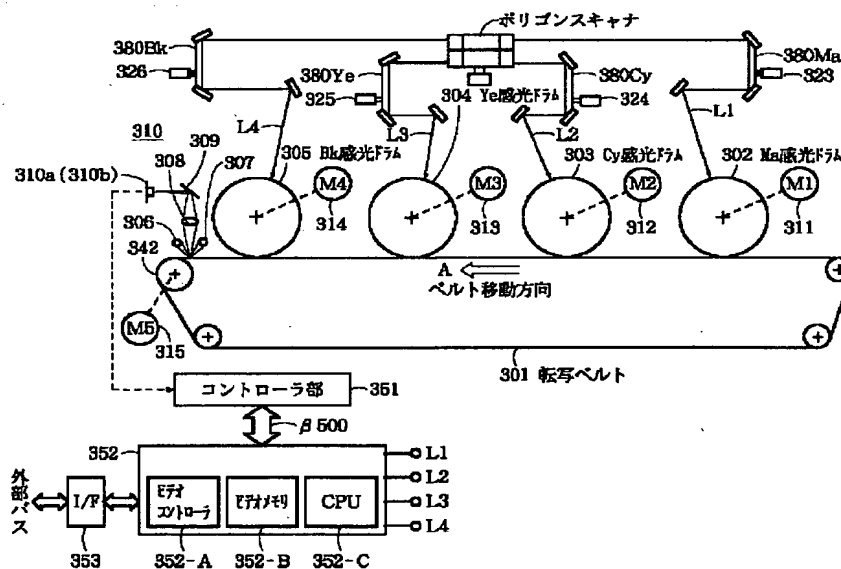 ポリゴンスキャナ
380Bk
380Ye
380Cy
380Ma
326
325
304
Ye感光ドラム
324
323
L4
L3
L2
L1
310
309
308
307
310a(310b)
306
342
305 Bk感光ドラム
303 Cy感光ドラム
302 Ma感光ドラム
M4
M3
M2
M1
314
313
312
311
A
ベルト移動方向
M5
315
301 転写ベルト
コントローラ部
351
β500
352
L1
L2
L3
L4
外部バス
I/F
353
ビデオ
コントローラ
ビデオメモリ
CPU
352-A
352-B
352-C